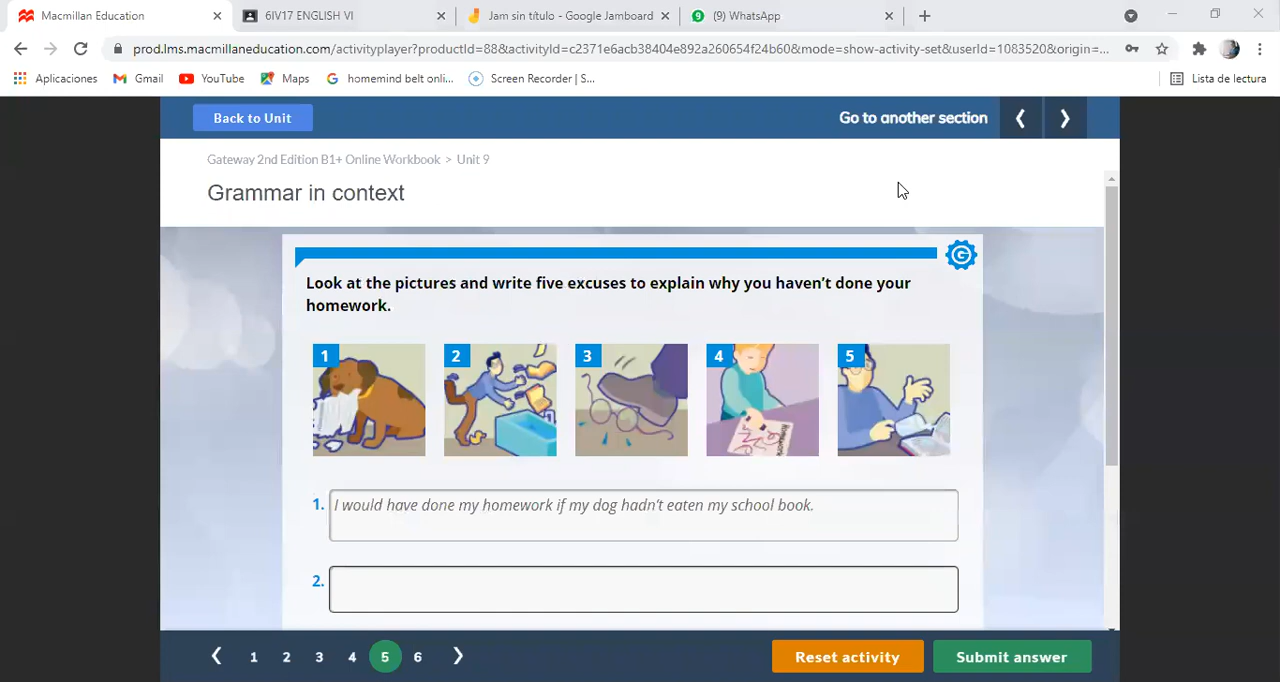 Macmillan Education
6IV17 ENGLISH VI
Jam sin título - Google Jamboard
(9) WhatsApp
prod.lms.macmillaneducation.com/activityplayer?productId=88&activityId=c2371e6acb38404e892a260654f24b60&mode=show-activity-set&userId=1083520&origin=...
Aplicaciones
Gmail
YouTube
Maps
homemind belt onli...
Screen Recorder | S...
Lista de lectura
Back to Unit
Go to another section
Gateway 2nd Edition B1+ Online Workbook > Unit 9
Grammar in context
G
Look at the pictures and write five excuses to explain why you haven't done your
homework.
1 2 3 4 5
Homework
1. I would have done my homework if my dog hadn't eaten my school book.
2.
1 2 3 4 5 6
Reset activity
Submit answer